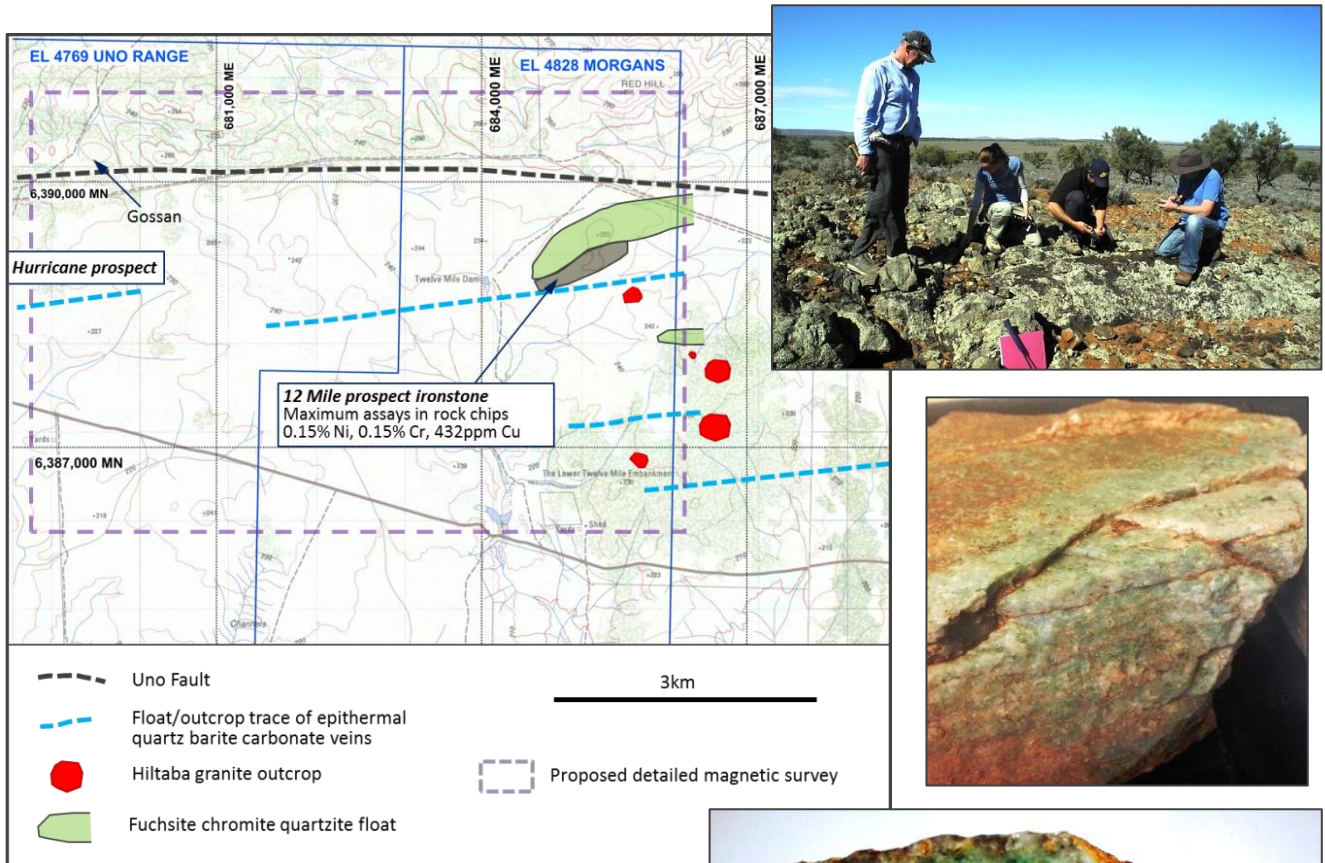 EL 4769 UNO RANGE
EL 4828 MORGANS
RED HILL
681,000 ME
684,000 ME
687,000 ME
6,390,000 MN
Gossan
Hurricane prospect
Twelve Mile Dam
12 Mile prospect ironstone
Maximum assays in rock chips
0.15% Ni, 0.15% Cr, 432ppm Cu
Yards
6,387,000 MN
The Lower Twelve Mile Embankment
Yards
Shed
Channels
Uno Fault
3km
Float/outcrop trace of epithermal
quartz barite carbonate veins
Hiltaba granite outcrop
Proposed detailed magnetic survey
Fuchsite chromite quartzite float